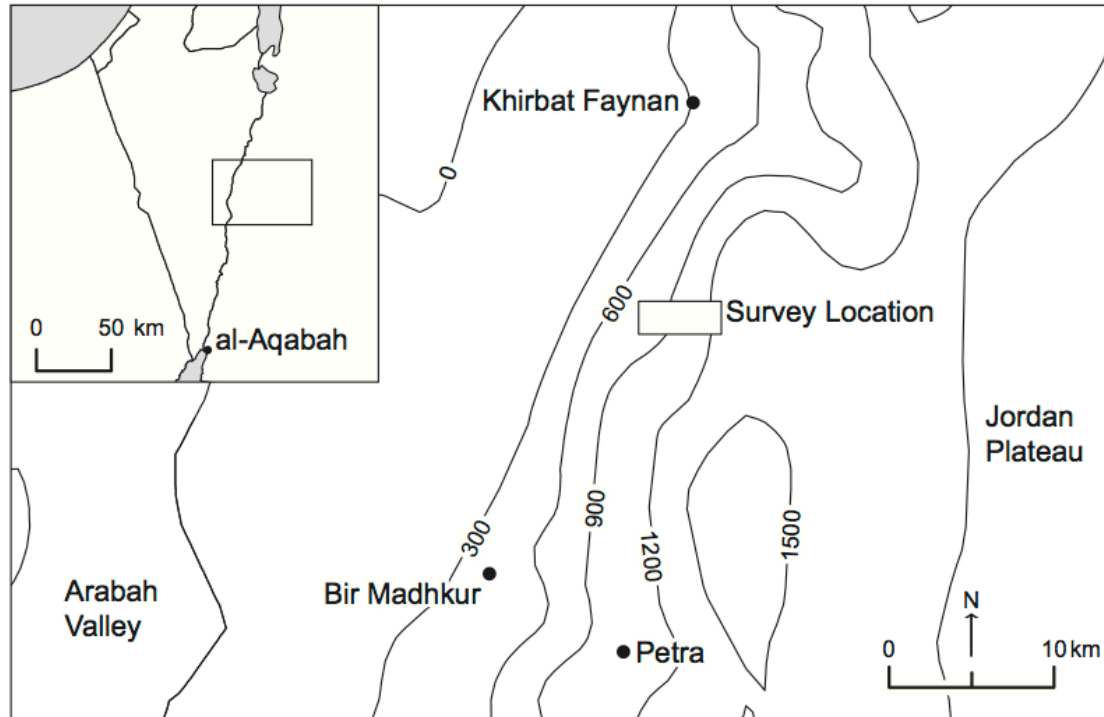 Khirbat Faynan
0
600
Survey Location
0 50 km
al-Aqabah
Jordan
Plateau
300
900
1200
1500
Arabah
Valley
Bir Madhkur
Petra
N
0 10 km